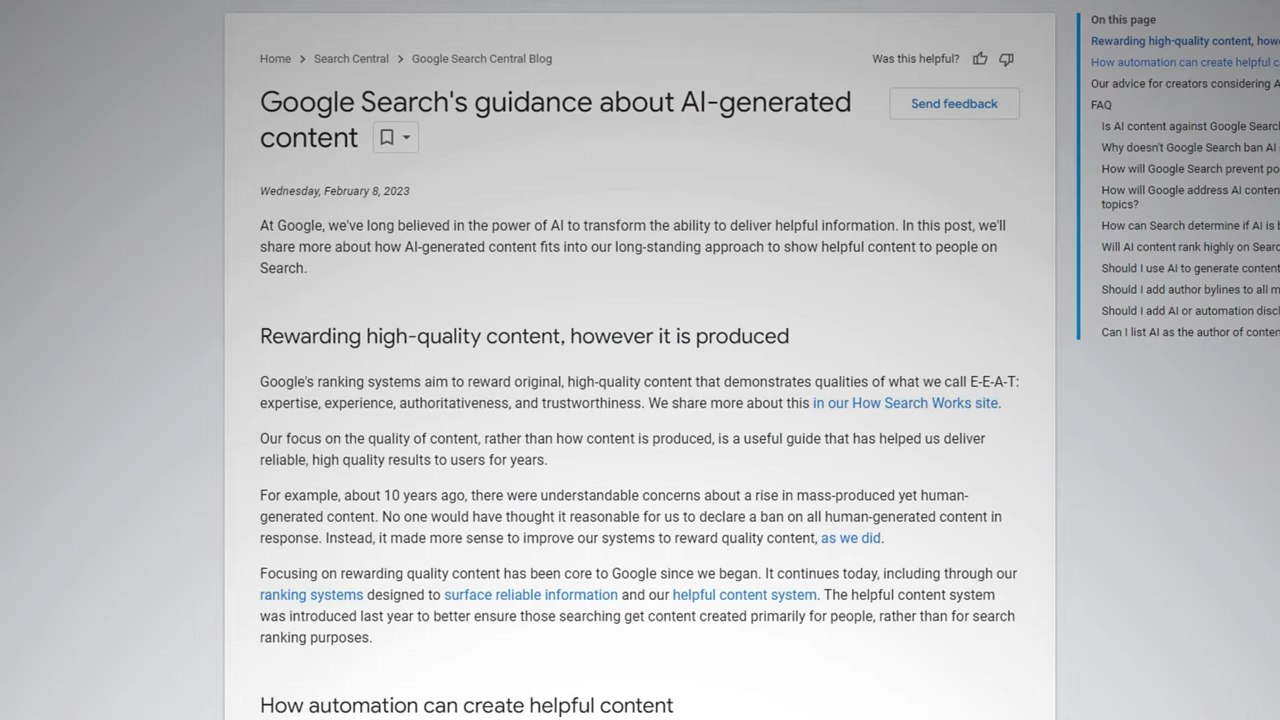 Home > Search Central > Google Search Central Blog
Was this helpful?
Google Search's guidance about AI-generated
content
Send feedback
Wednesday, February 8, 2023
At Google, we've long believed in the power of AI to transform the ability to deliver helpful information. In this post, we'll
share more about how AI-generated content fits into our long-standing approach to show helpful content to people on
Search.
Rewarding high-quality content, however it is produced
Google's ranking systems aim to reward original, high-quality content that demonstrates qualities of what we call E-E-A-T:
expertise, experience, authoritativeness, and trustworthiness. We share more about this in our How Search Works site.
Our focus on the quality of content, rather than how content is produced, is a useful guide that has helped us deliver
reliable, high quality results to users for years.
For example, about 10 years ago, there were understandable concerns about a rise in mass-produced yet human-
generated content. No one would have thought it reasonable for us to declare a ban on all human-generated content in
response. Instead, it made more sense to improve our systems to reward quality content, as we did.
Focusing on rewarding quality content has been core to Google since we began. It continues today, including through our
ranking systems designed to surface reliable information and our helpful content system. The helpful content system
was introduced last year to better ensure those searching get content created primarily for people, rather than for search
ranking purposes.
How automation can create helpful content
On this page
Rewarding high-quality content, how
How automation can create helpful c
Our advice for creators considering A
FAQ
Is AI content against Google Search
Why doesn't Google Search ban AI
How will Google Search prevent po
How will Google address AI conten
topics?
How can Search determine if AI is b
Will AI content rank highly on Searc
Should I use AI to generate content
Should I add author bylines to all m
Should I add AI or automation discl
Can I list AI as the author of conten